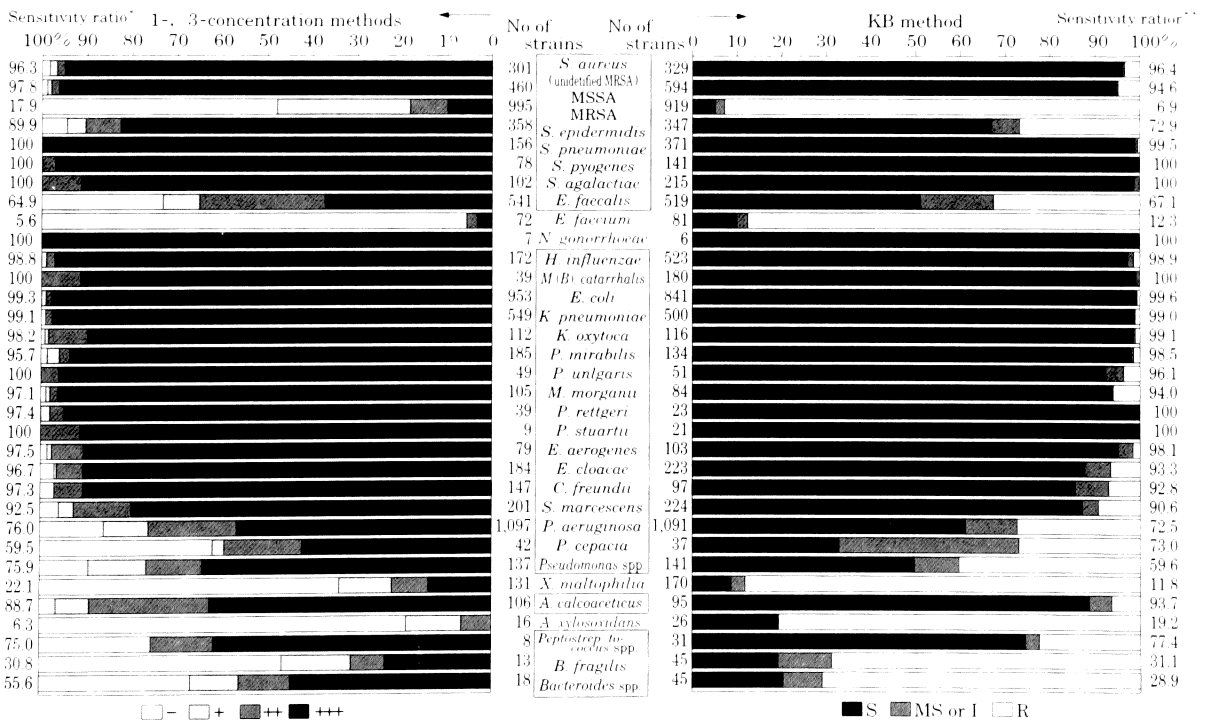 Sensitivity ratio* 1-, 3-concentration methods No of strains No of strains KB method Sensitivity ratio**
100% 90 80 70 60 50 40 30 20 10 0 0 10 20 30 40 50 60 70 80 90 100%
96.3 301 S. aureus 329 96.4
97.8 460 (unidetified MRSA) 594 94.6
17.9 995 MSSA 919 6.9
MRSA
89.9 358 S. epidermidis 347 72.9
100 156 S. pneumoniae 371 99.5
100 78 S. pyogenes 141 100
100 102 S. agalactiae 215 100
64.9 541 E. faecalis 519 67.1
5.6 72 E. faecium 81 12.3
100 7 N. gonorrhoeae 6 100
98.8 172 H. influenzae 523 98.9
100 39 M (B). catarrhalis 180 100
99.3 953 E. coli 841 99.6
99.1 549 K. pneumoniae 500 99.0
98.2 112 K. oxytoca 116 99.1
95.7 185 P. mirabilis 134 98.5
100 49 P. unlgaris 51 96.1
97.1 105 M. morganii 84 94.0
97.4 39 P. rettgeri 23 100
100 9 P. stuartii 21 100
97.5 79 E. aerogenes 103 98.1
96.7 184 E. cloacae 223 93.3
97.3 147 C. freundii 97 92.8
92.5 201 S. marcescens 224 90.6
76.0 1,097 P. aeruginosa 1,091 72.5
59.5 42 P. cepacia 37 73.0
75.9 137 Pseudomonas spp 141 59.6
22.1 131 X. maltophilia 170 11.8
88.7 106 A. calcoaceticus 95 93.7
6.3 16 A. xylosoxidans 26 19.2
75.0 8 spp. 31 77.4
30.8 13 B. fragilis 45 31.1
55.6 18 Bacteroides spp 45 28.9
- + ++ +++ S MS or I R